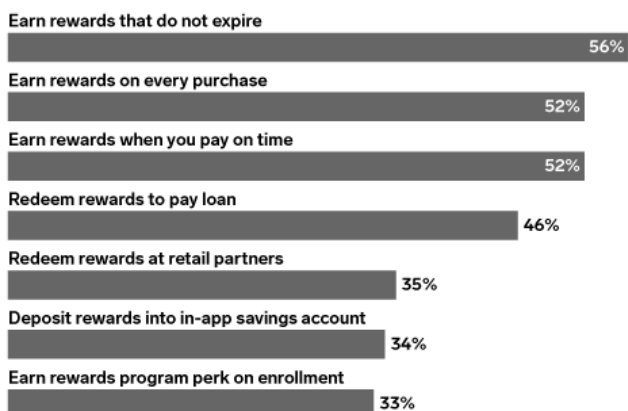 Earn rewards that do not expire
56%
Earn rewards on every purchase
52%
Earn rewards when you pay on time
52%
Redeem rewards to pay loan
46%
Redeem rewards at retail partners
35%
Deposit rewards into in-app savings account
34%
Earn rewards program perk on enrollment
33%